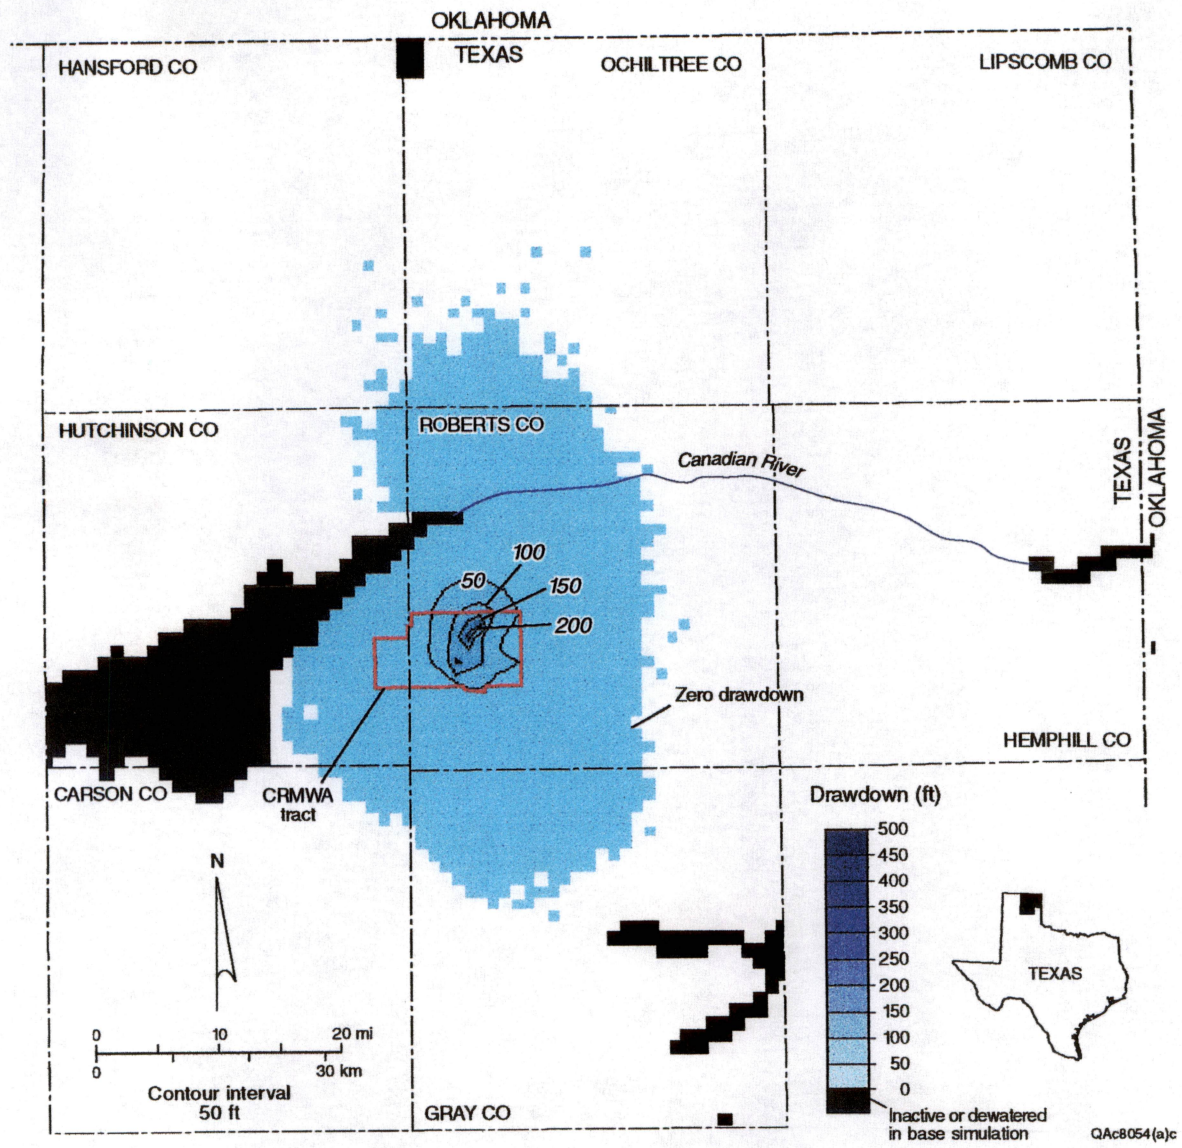 OKLAHOMA
TEXAS
HANSFORD CO
OCHILTREE CO
LIPSCOMB CO
HUTCHINSON CO
ROBERTS CO
Canadian River
TEXAS
OKLAHOMA
100
50
150
200
Zero drawdown
HEMPHILL CO
CARSON CO
CRMWA
tract
Drawdown (ft)
500
450
400
350
300
250
200
150
100
50
0
Inactive or dewatered
in base simulation
N
TEXAS
0 10 20 mi
0 30 km
Contour interval
50 ft
GRAY CO
QAc8054(a)c